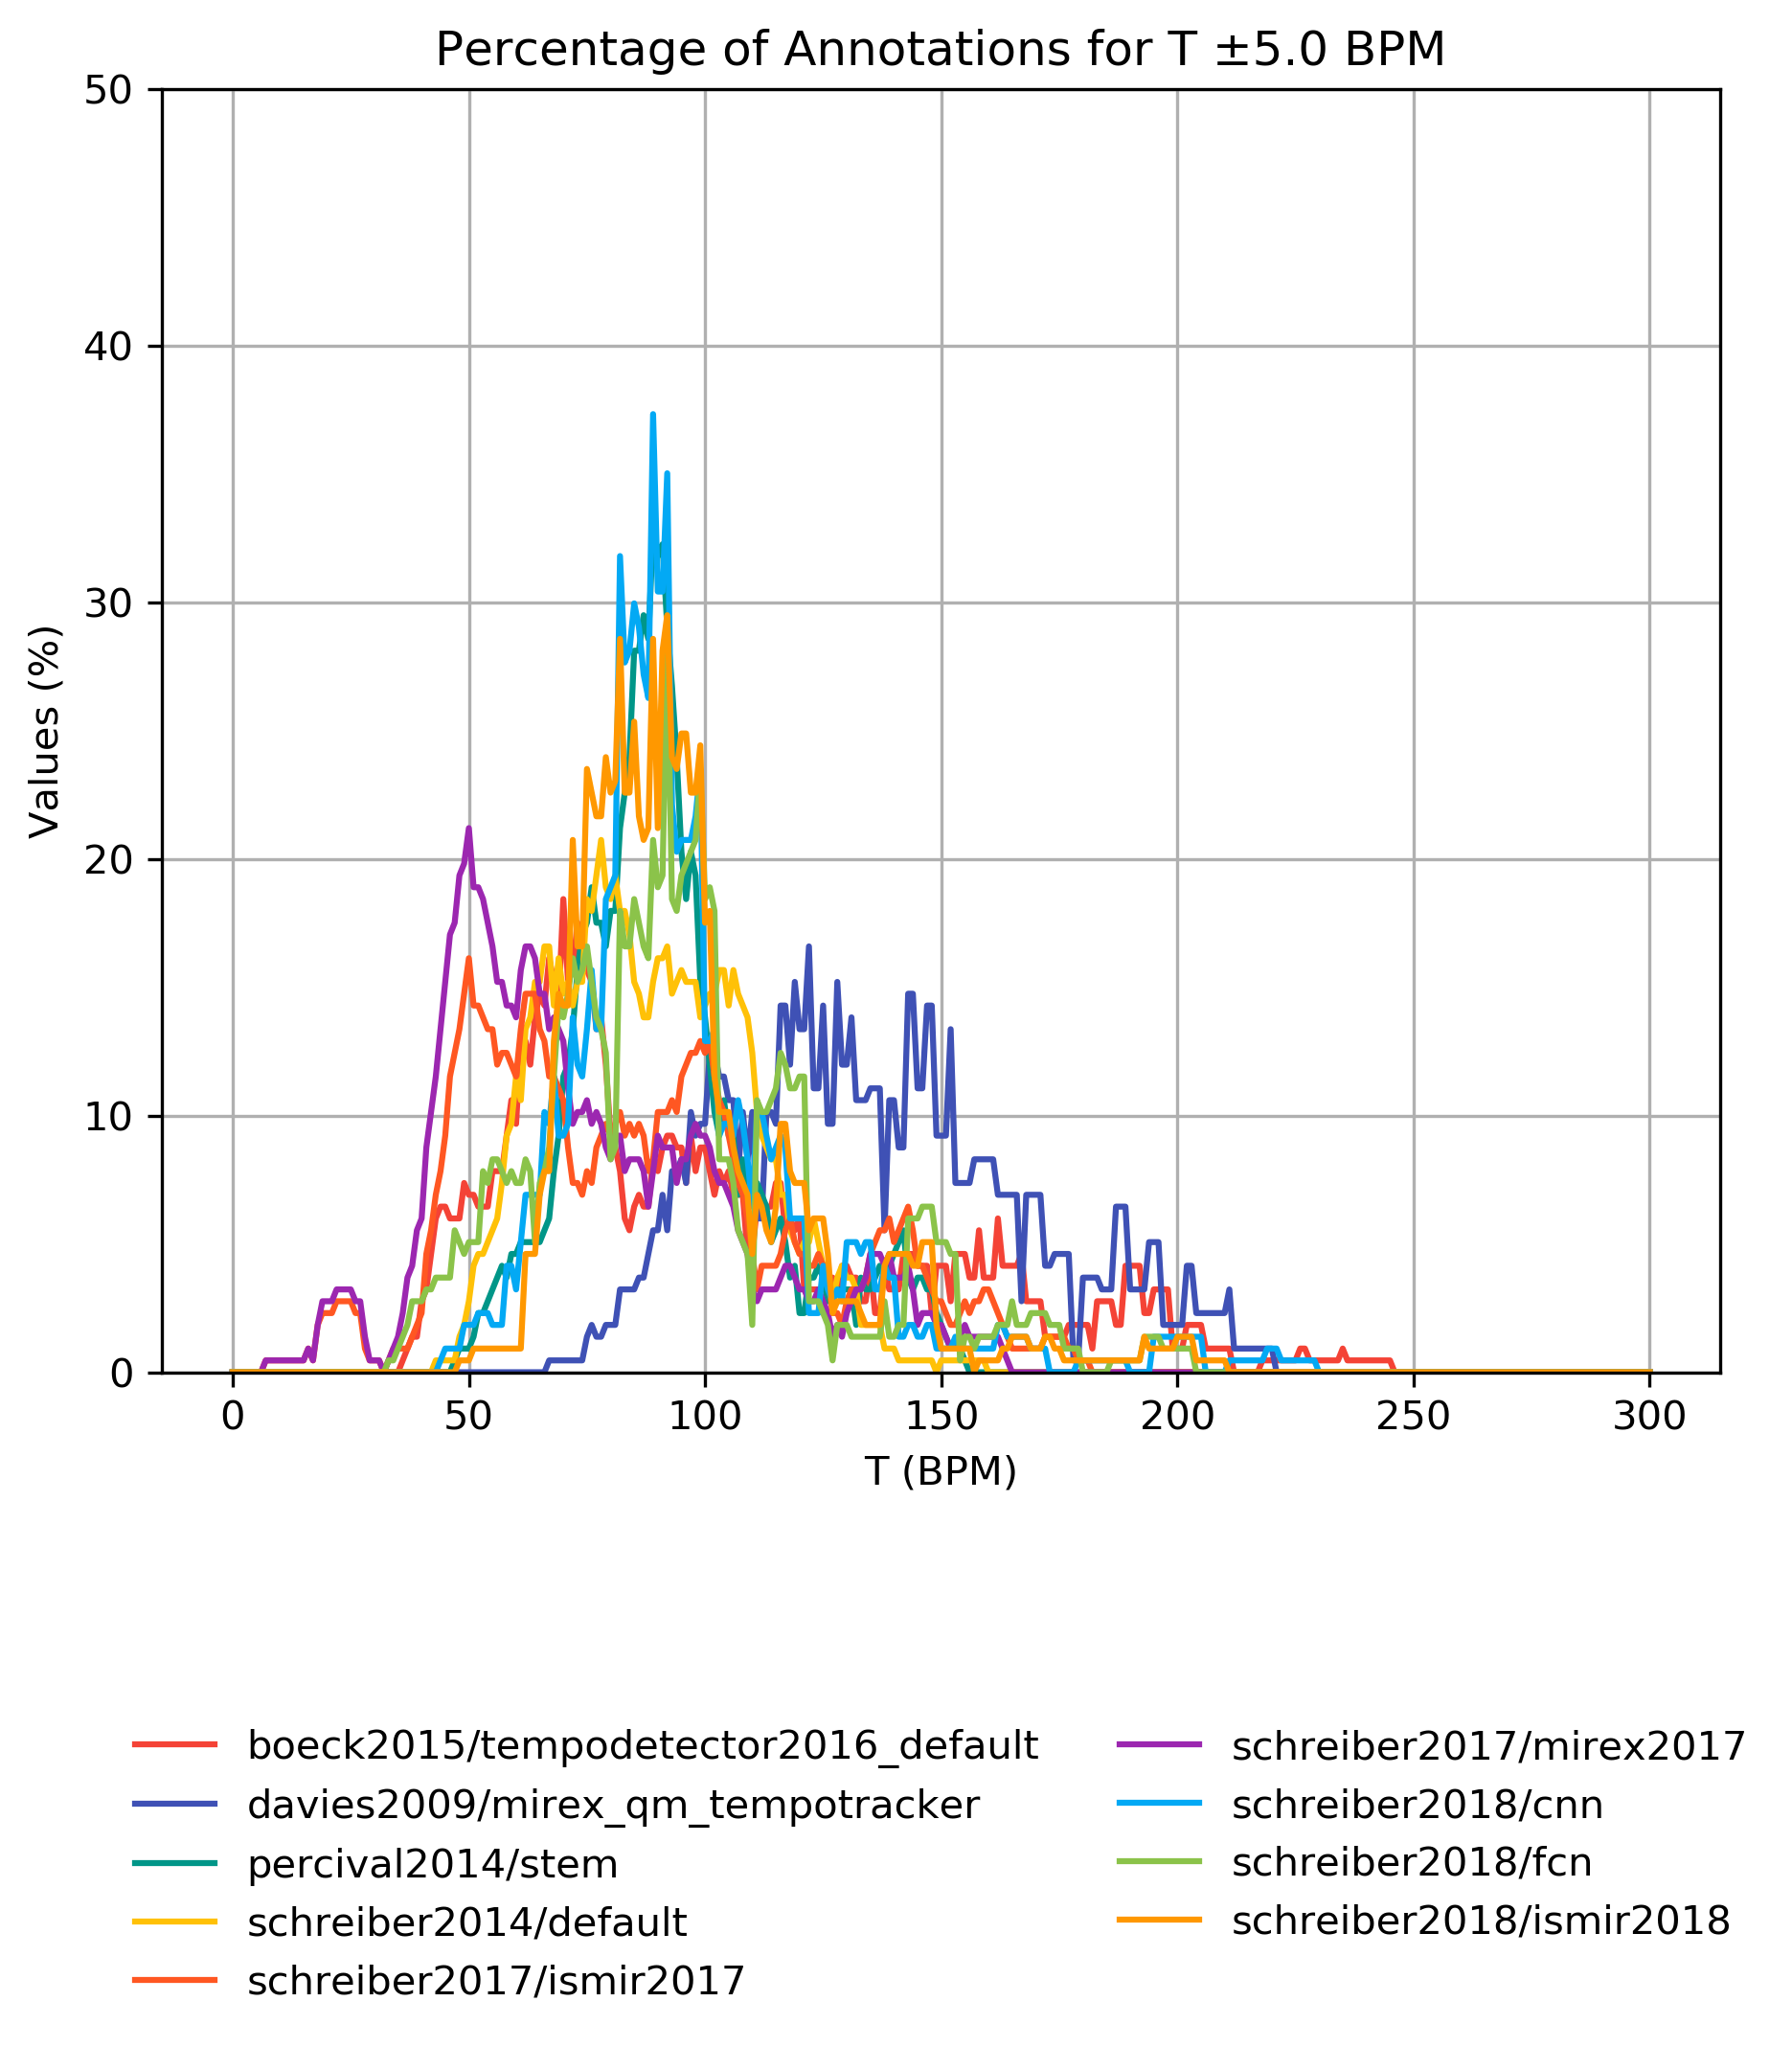 Percentage of Annotations for T ±5.0 BPM
50
40
30
20
10
0
Values (%)
0 50 100 150 200 250 300
T (BPM)
boeck2015/tempodetector2016_default
davies2009/mirex_qm_tempotracker
percival2014/stem
schreiber2014/default
schreiber2017/ismir2017
schreiber2017/mirex2017
schreiber2018/cnn
schreiber2018/fcn
schreiber2018/ismir2018